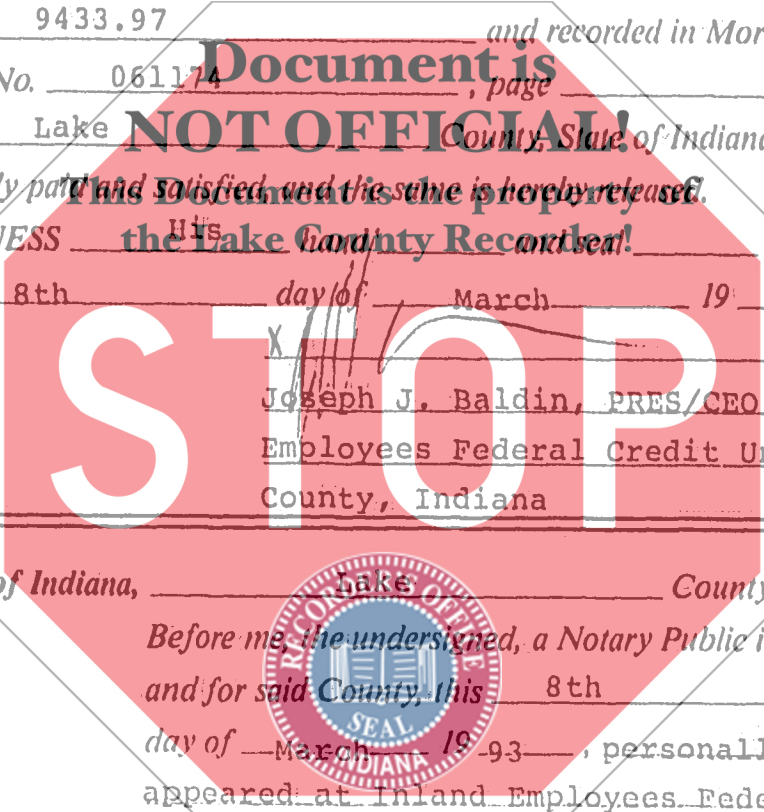 9433.97 and recorded in Mor
No. 061174, page
Document is
Lake County, State of Indiana
NOT OFFICIAL!
ly paid and satisfied, and the same is hereby released.
This Document is the property of
NESS His hand and seal
the Lake County Recorder!
8th day of March 19
X
STOP
Joseph J. Baldin, PRES/CEO
Employees Federal Credit Un
County, Indiana
of Indiana, Lake County
RECORDER'S OFFICE
Before me, the undersigned, a Notary Public i
and for said County, this 8th
SEAL
day of March 19 93, personall
INDIANA
appeared at Inland Employees Fede